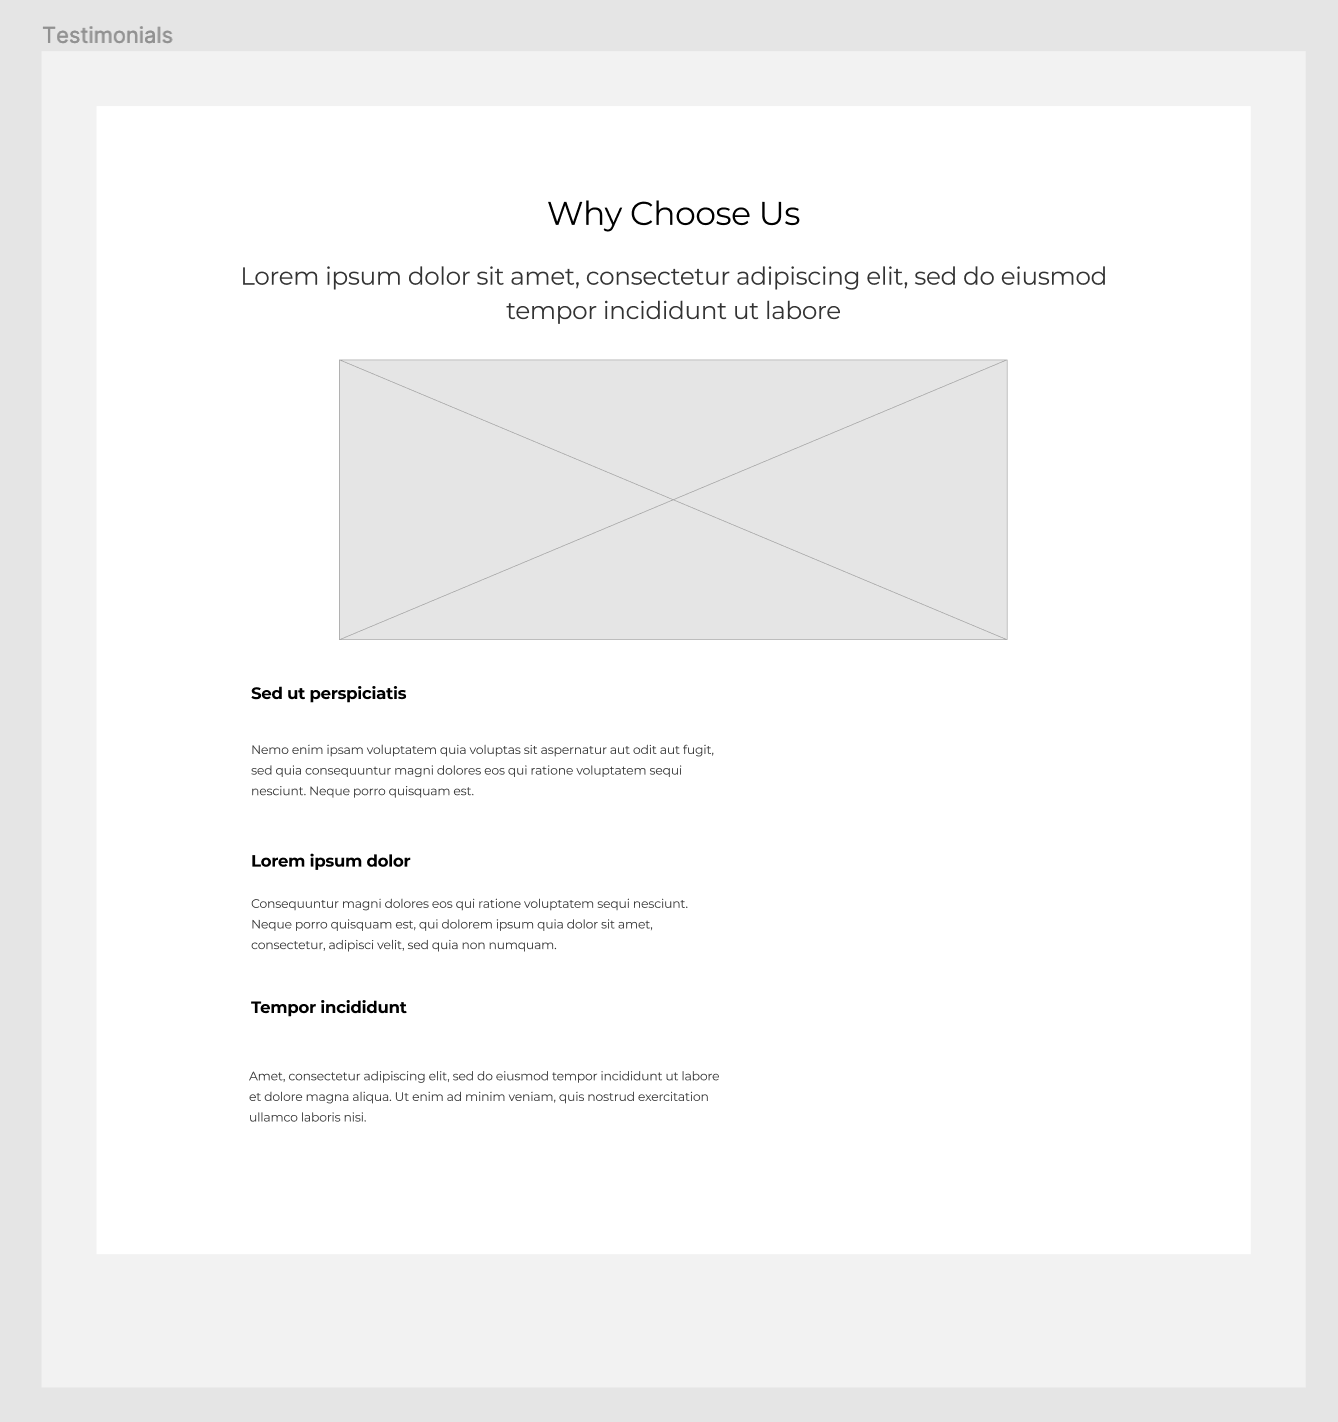 Testimonials
Why Choose Us
Lorem ipsum dolor sit amet, consectetur adipiscing elit, sed do eiusmod
tempor incididunt ut labore
Sed ut perspiciatis
Nemo enim ipsam voluptatem quia voluptas sit aspernatur aut odit aut fugit,
sed quia consequuntur magni dolores eos qui ratione voluptatem sequi
nesciunt. Neque porro quisquam est.
Lorem ipsum dolor
Consequuntur magni dolores eos qui ratione voluptatem sequi nesciunt.
Neque porro quisquam est, qui dolorem ipsum quia dolor sit amet,
consectetur, adipisci velit, sed quia non numquam.
Tempor incididunt
Amet, consectetur adipiscing elit, sed do eiusmod tempor incididunt ut labore
et dolore magna aliqua. Ut enim ad minim veniam, quis nostrud exercitation
ullamco laboris nisi.